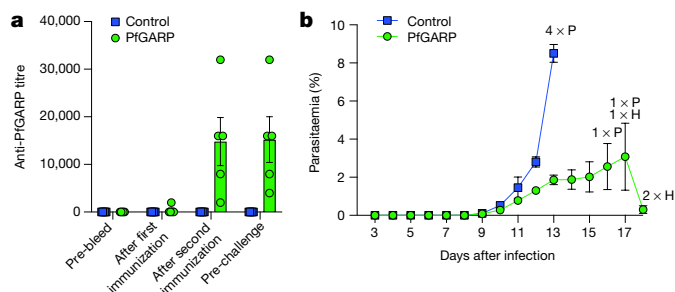 a
Control
PfGARP
Anti-PfGARP titre
40,000
30,000
20,000
10,000
0
Pre-bleed
After first
immunization
After second
immunization
Pre-challenge
b
Control
PfGARP
Parasitaemia (%)
10
8
6
4
2
0
4 × P
1 × P
1 × P
1 × H
2 × H
3
5
7
9
11
13
15
17
Days after infection